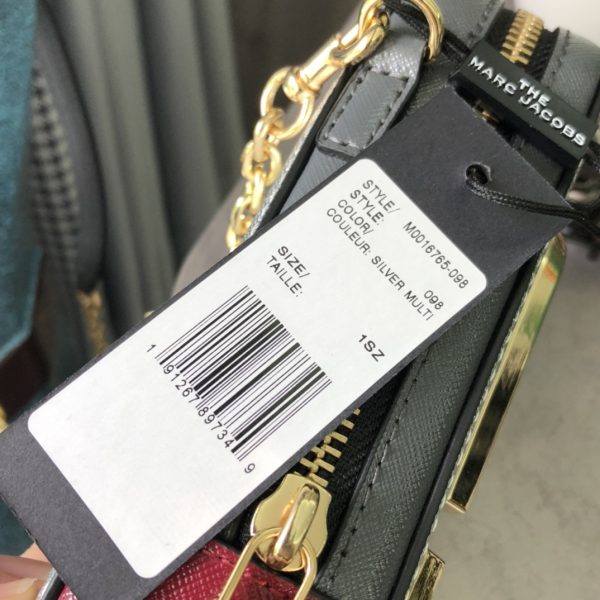 THE
MARC JACOBS
STYLE/
STYLE: M0016765-098
COLOR/ 098
COULEUR: SILVER MULTI
SIZE/
TAILLE: 1SZ
1 91267 89734 9